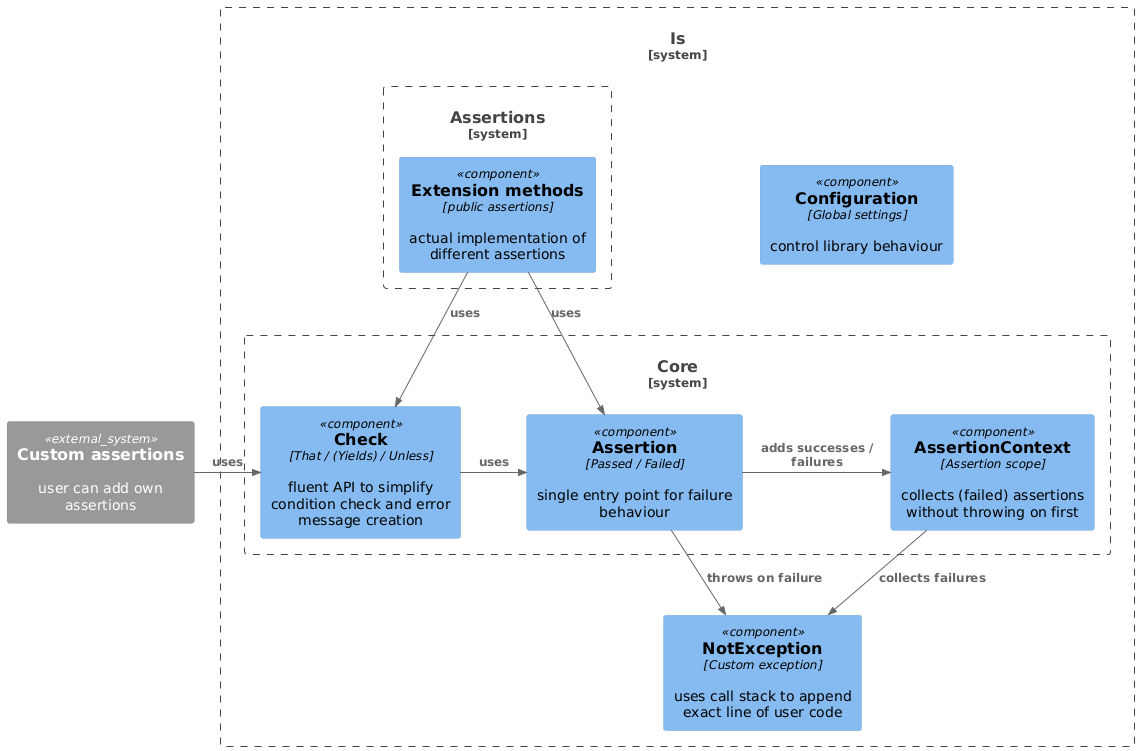 Is
[system]
Assertions
[system]
«component»
Extension methods
[public assertions]
actual implementation of
different assertions
«component»
Configuration
[Global settings]
control library behaviour
uses
uses
Core
[system]
«external_system»
Custom assertions
user can add own
assertions
uses
«component»
Check
[That / (Yields) / Unless]
fluent API to simplify
condition check and error
message creation
uses
«component»
Assertion
[Passed / Failed]
single entry point for failure
behaviour
adds successes /
failures
«component»
AssertionContext
[Assertion scope]
collects (failed) assertions
without throwing on first
throws on failure
collects failures
«component»
NotException
[Custom exception]
uses call stack to append
exact line of user code